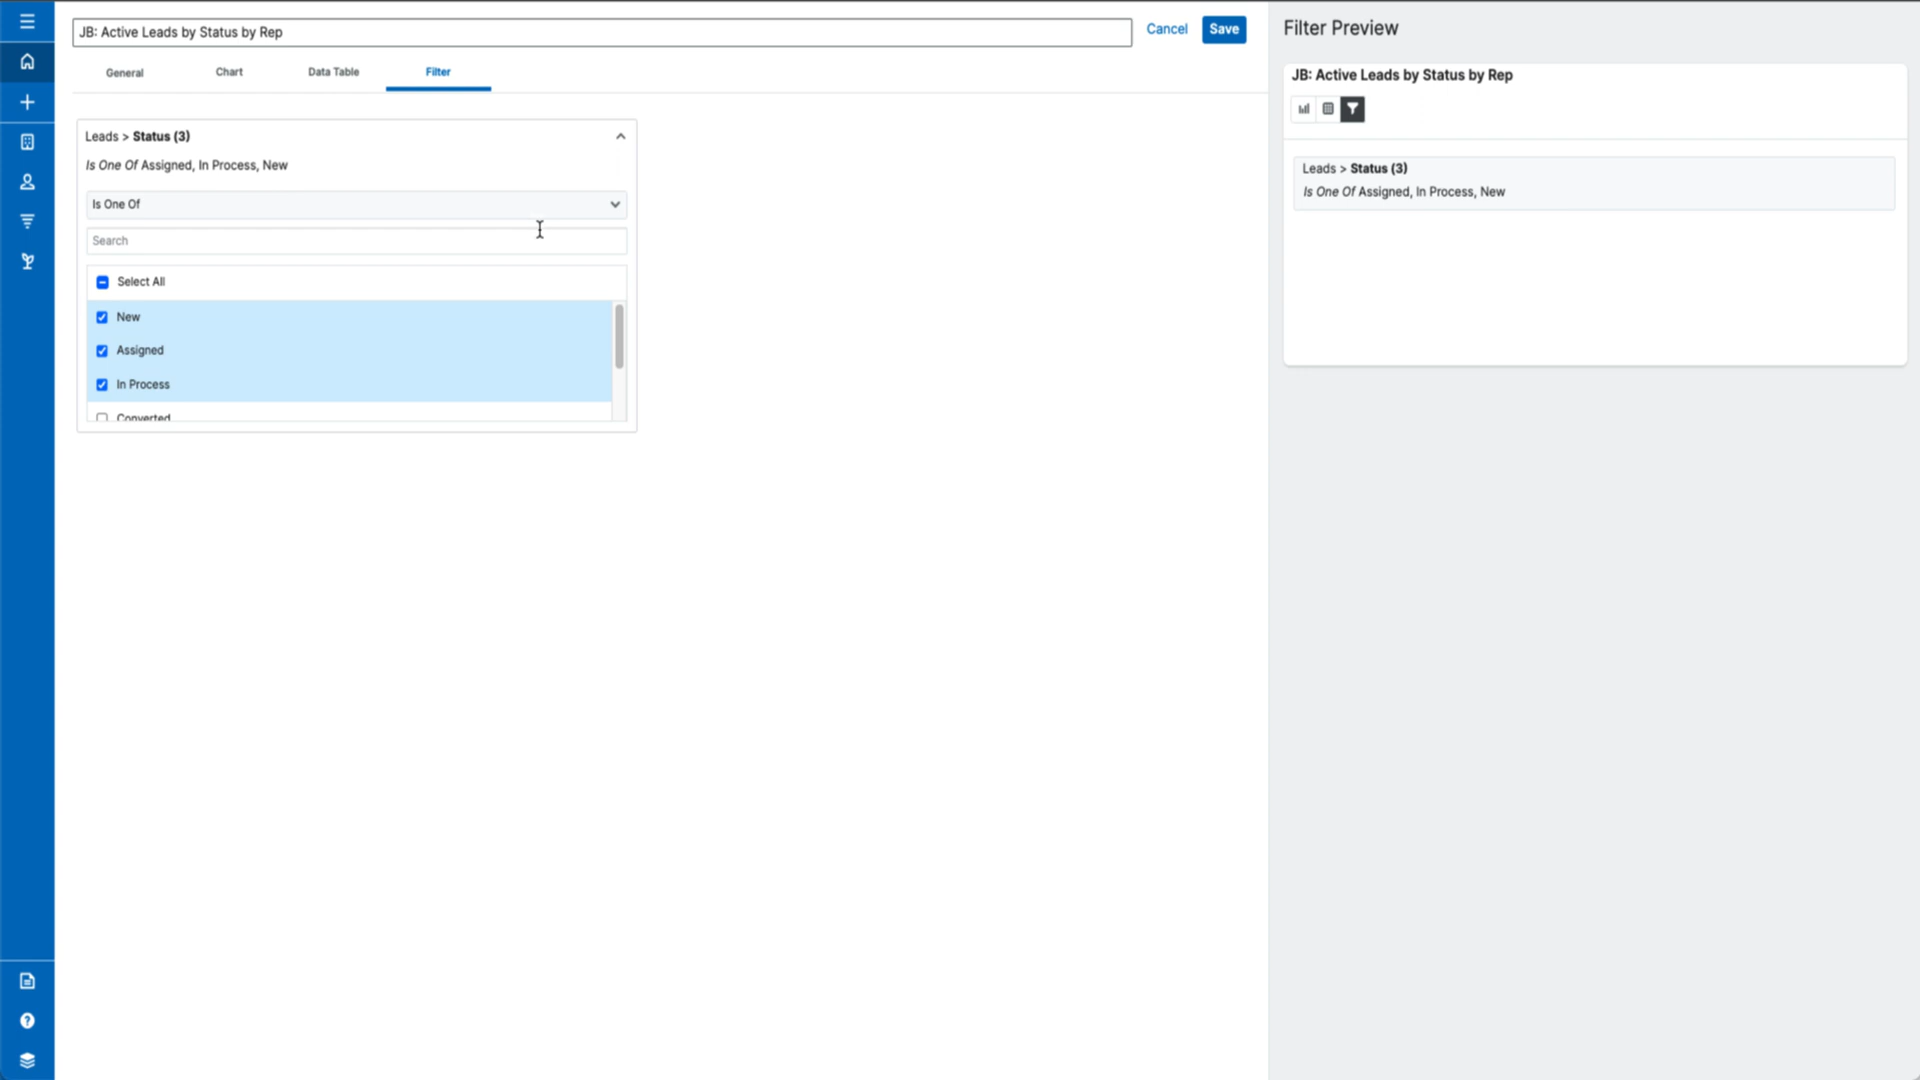 JB: Active Leads by Status by Rep
Cancel
Save
General
Chart
Data Table
Filter
Leads > Status (3)
Is One Of Assigned, In Process, New
Is One Of
Search
Select All
New
Assigned
In Process
Converted
Filter Preview
JB: Active Leads by Status by Rep
Leads > Status (3)
Is One Of Assigned, In Process, New